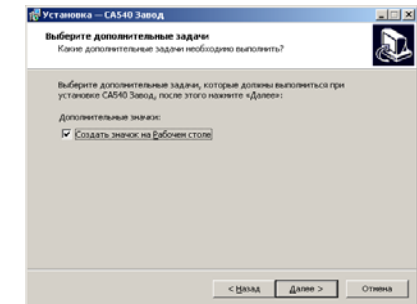 Установка — CA540 Завод
Выберите дополнительные задачи
Какие дополнительные задачи необходимо выполнить?
Выберите дополнительные задачи, которые должны выполниться при
установке CA540 Завод, после этого нажмите «Далее»:
Дополнительные значки:
Создать значок на Рабочем столе
< Назад Далее > Отмена